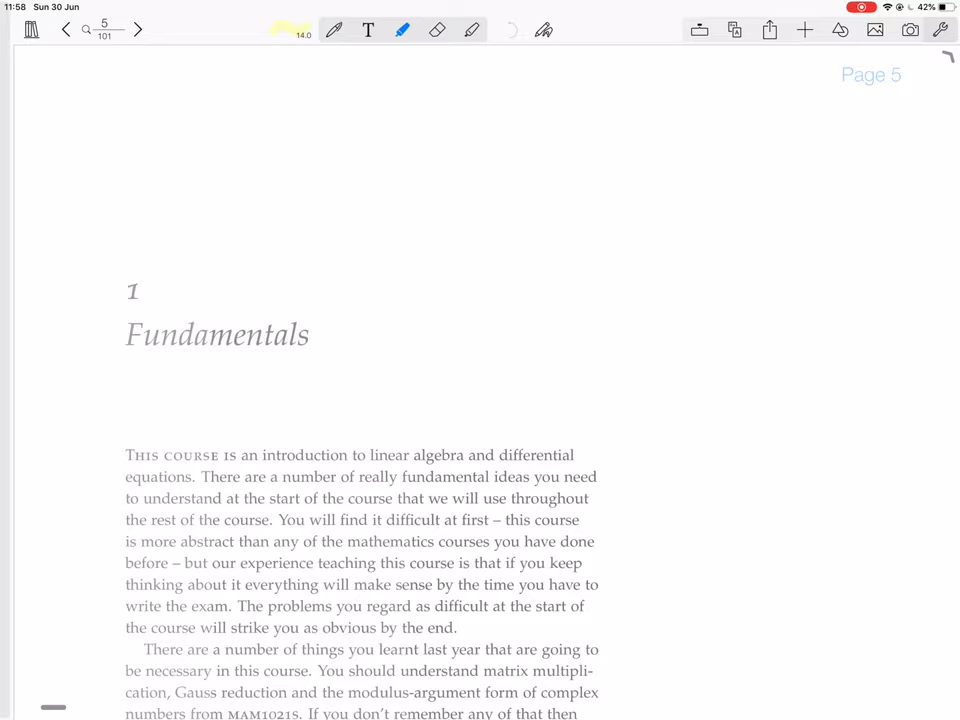 11:58 Sun 30 Jun
42%
5
101
14.0
T
Page 5
1
Fundamentals
THIS COURSE IS an introduction to linear algebra and differential
equations. There are a number of really fundamental ideas you need
to understand at the start of the course that we will use throughout
the rest of the course. You will find it difficult at first – this course
is more abstract than any of the mathematics courses you have done
before – but our experience teaching this course is that if you keep
thinking about it everything will make sense by the time you have to
write the exam. The problems you regard as difficult at the start of
the course will strike you as obvious by the end.
There are a number of things you learnt last year that are going to
be necessary in this course. You should understand matrix multipli-
cation, Gauss reduction and the modulus-argument form of complex
numbers from MAM1021S. If you don't remember any of that then